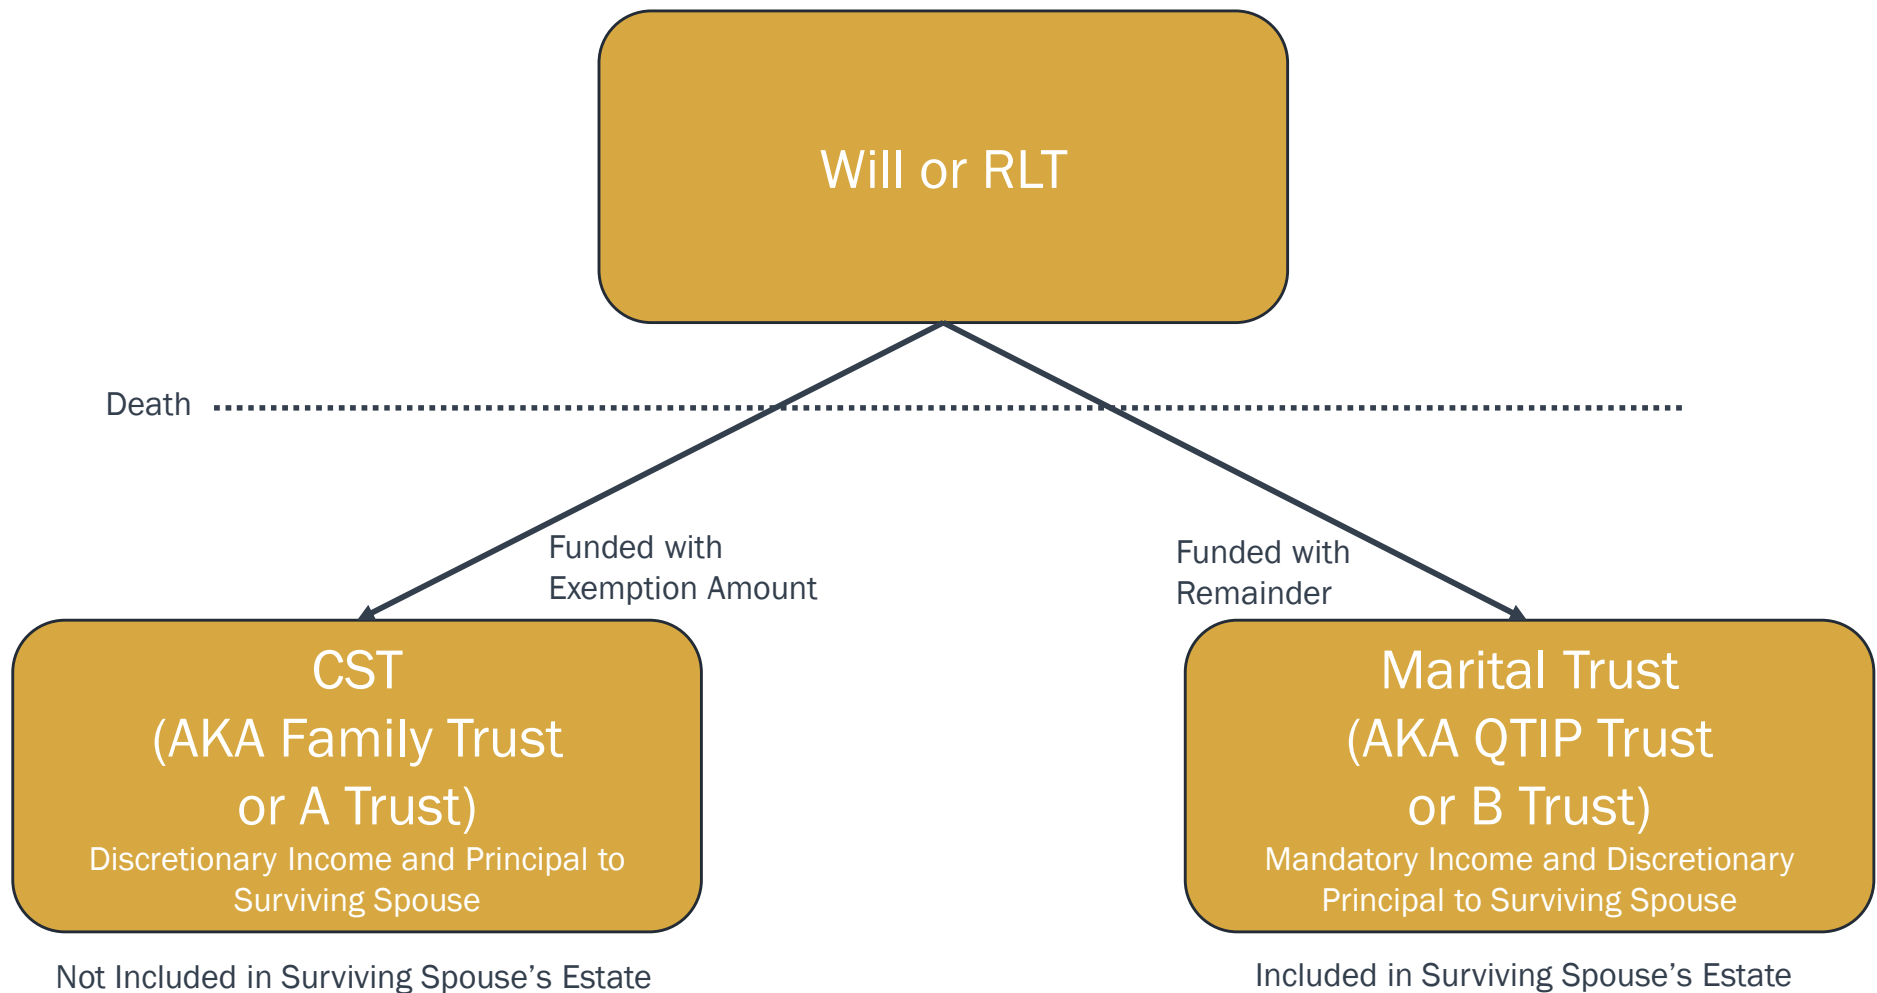 Will or RLT
Death
Funded with
Exemption Amount
Funded with
Remainder
CST
(AKA Family Trust
or A Trust)
Discretionary Income and Principal to
Surviving Spouse
Marital Trust
(AKA QTIP Trust
or B Trust)
Mandatory Income and Discretionary
Principal to Surviving Spouse
Not Included in Surviving Spouse’s Estate
Included in Surviving Spouse’s Estate